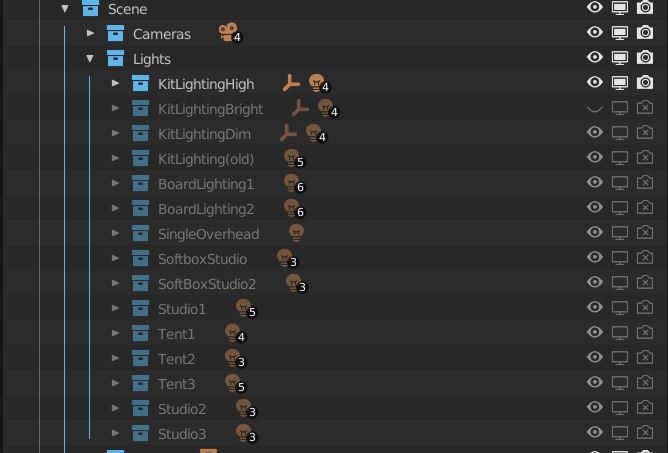 Scene
Cameras 4
Lights
KitLightingHigh 4
KitLightingBright 4
KitLightingDim 4
KitLighting(old) 5
BoardLighting1 6
BoardLighting2 6
SingleOverhead
SoftboxStudio 3
SoftBoxStudio2 3
Studio1 5
Tent1 4
Tent2 3
Tent3 5
Studio2 3
Studio3 3